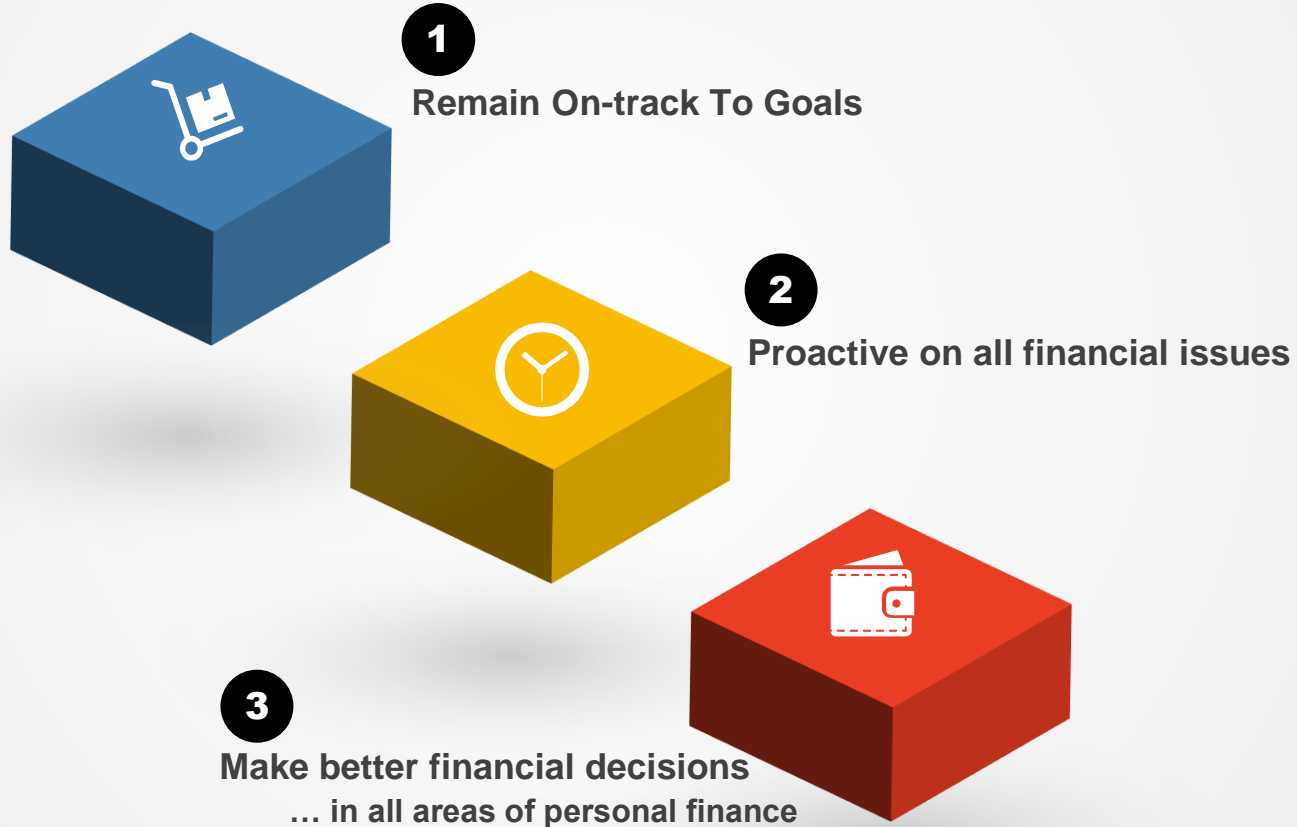 1
Remain On-track To Goals
2
Proactive on all financial issues
3
Make better financial decisions
… in all areas of personal finance